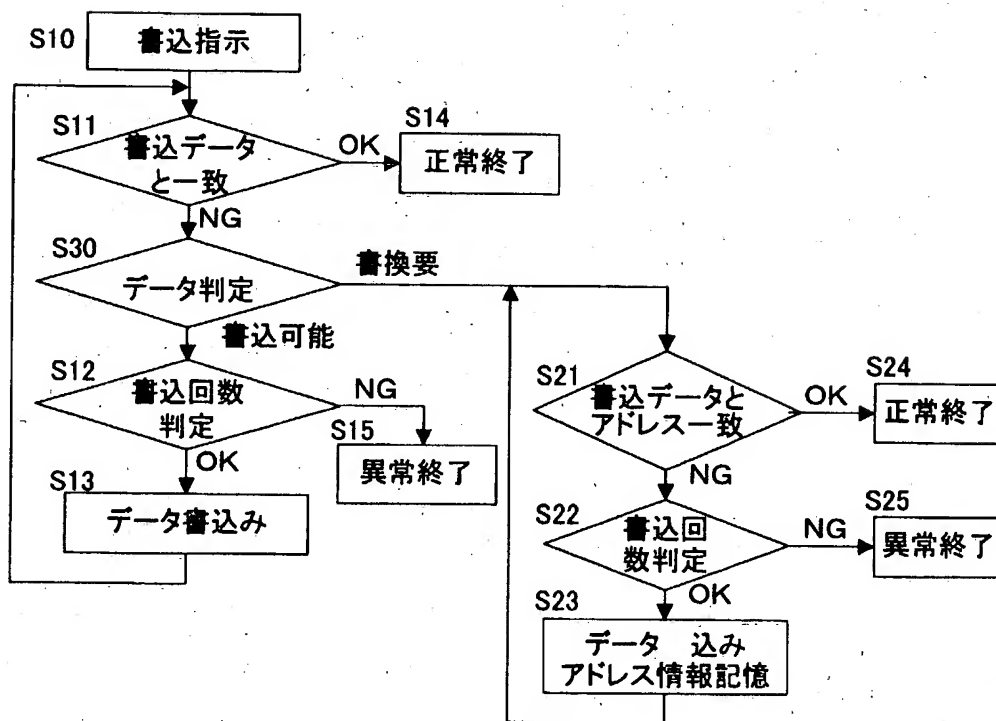 S10
書込指示
S11
書込データ
と一致
OK
S14
正常終了
NG
S30
データ判定
書換要
書込可能
S12
書込回数
判定
NG
S15
異常終了
OK
S13
データ書込み
S21
書込データと
アドレス一致
OK
S24
正常終了
NG
S22
書込回
数判定
NG
S25
異常終了
OK
S23
データ 込み
アドレス情報記憶